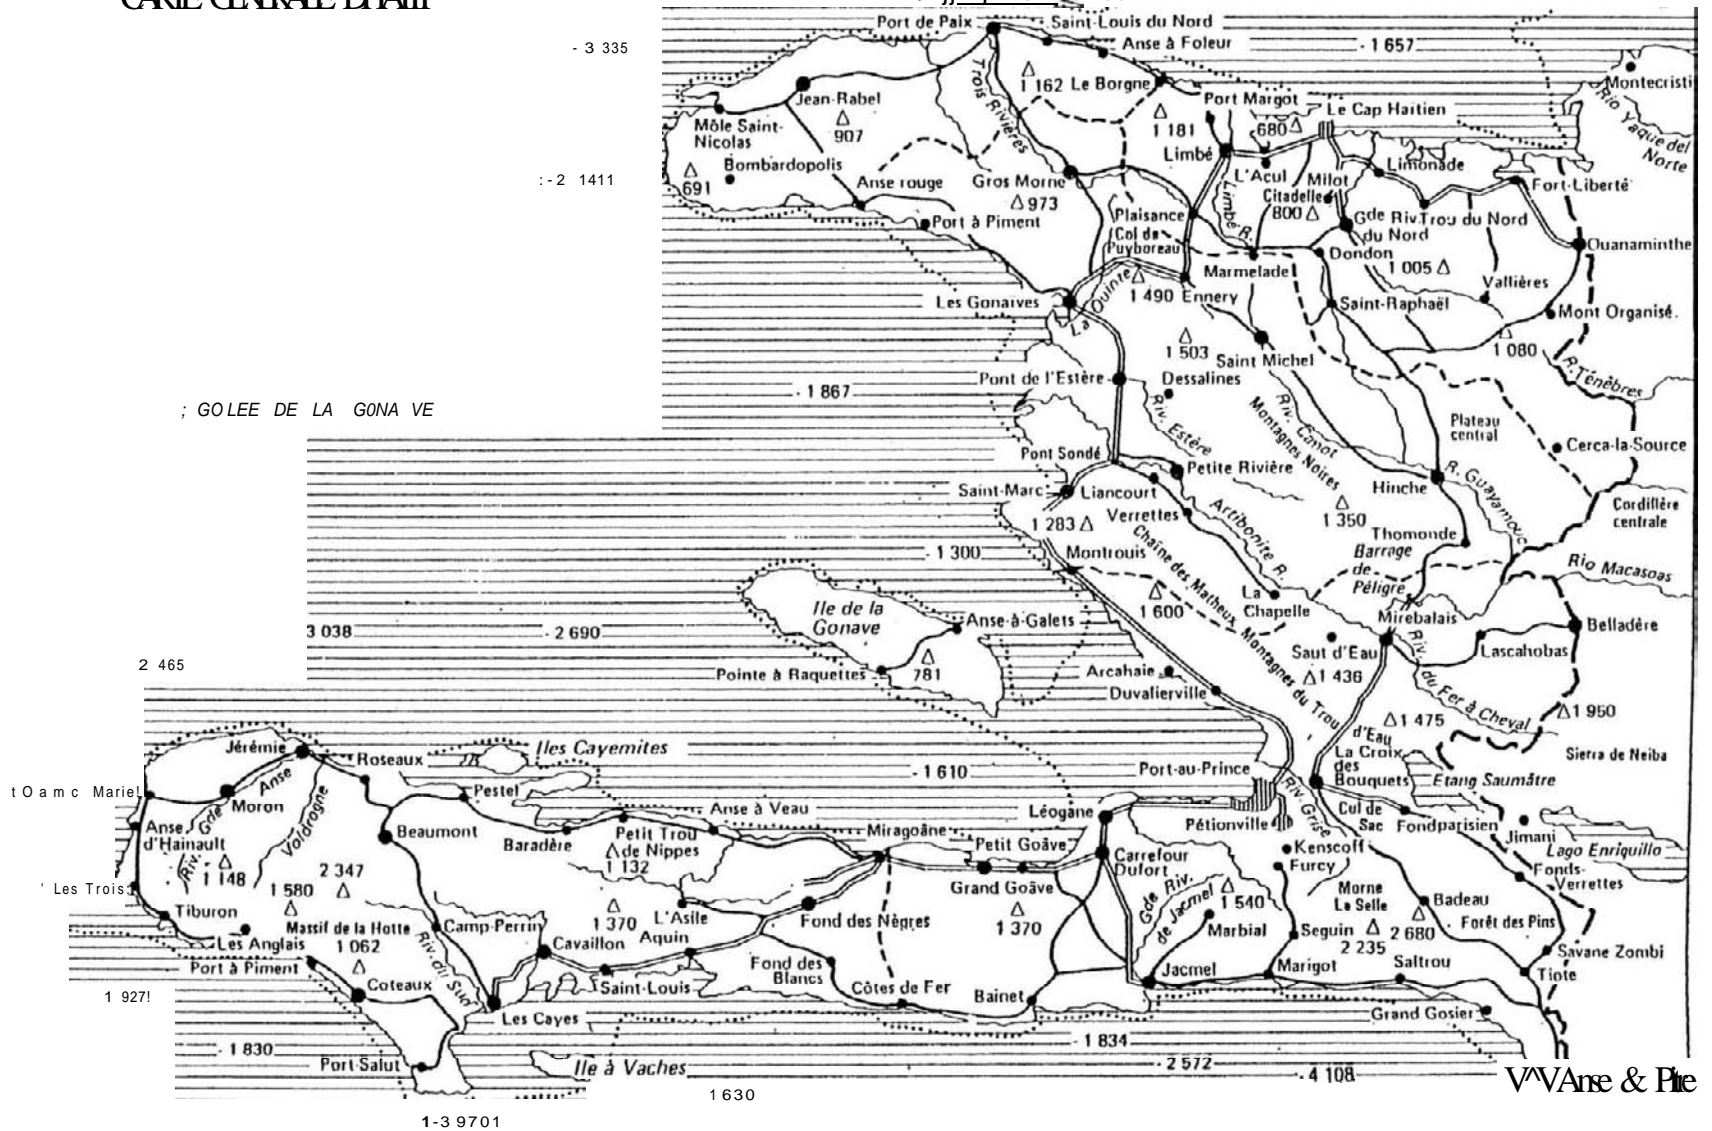 CARTE GENERALE D'HAITI
Port de Paix
Saint-Louis du Nord
- 3 335
Anse à Foleur
- 1 657
Montecristi
Trois Rivières
1 162
Le Borgne
Jean-Rabel
907
Port Margot
Le Cap Haïtien
Rio Yaque del Norte
Môle Saint-
Nicolas
1 181
680
Limbé
Limonade
Bombardopolis
691
:-2 1411
Anse rouge
Gros Morne
973
L'Acul
Milot
Citadelle
800
Fort-Liberté
Limbé R.
Port à Piment
Plaisance
Col de
Puyboreau
Gde Riv.
du Nord
Trou du Nord
Ouanaminthe
Dondon
1 005
Marmelade
Vallières
Les Gonaïves
La Quinte
1 490
Ennery
Saint-Raphaël
Mont Organisé.
1 503
Saint Michel
1 080
R. Ténèbres
Pont de l'Estère
Dessalines
- 1 867
; GO LEE DE LA G0NA VE
Riv. Estère
Riv. Canot
Montagnes Noires
Plateau
central
Cerca-la-Source
Pont Sondé
Petite Rivière
R. Guayamouc
Saint-Marc
Liancourt
Hinche
Cordillère
centrale
1 283
Verrettes
Artibonite R.
1 350
Thomonde
- 1 300
Montrouis
Chaîne des Matheux
Barrage
de
Péligre
Rio Macasoas
Ile de la
Gonave
1 600
La
Chapelle
Mirebalais
3 038
- 2 690
Anse-à-Galets
Belladère
2 465
Pointe à Raquettes
781
Arcahaie
Saut d'Eau
1 436
Lascahobas
Duvalierville
Montagnes du Trou d'Eau
Riv. du Fer à Cheval
1 475
1 950
Jérémie
Roseaux
Iles Cayemites
Sierra de Neiba
La Croix
des
Bouquets
- 1 610
Port-au-Prince
Etang Saumâtre
t O a m c Marie!
Moron
Gde Anse
Riv.
Voldrogne
Pestel
Anse à Veau
Léogane
Riv. Grise
Cul de
Sac
Fondparisien
Anse
d'Hainault
Beaumont
Baradère
Petit Trou
de Nippes
1 132
Miragoâne
Petit Goâve
Pétionville
Jimani
Kenscoff
Lago Enriquillo
Carrefour
Dufort
Furcy
1 148
2 347
1 580
' Les Trois:
Grand Goâve
Gde Riv.
de Jacmel
1 540
Morne
La Selle
Fonds-
Verrettes
Badeau
Tiburon
Massif de la Hotte
1 062
Camp-Perrin
1 370
L'Asile
Fond des Nègres
1 370
Marbial
Seguin
2 235
2 680
Forêt des Pins
Les Anglais
Cavaillon
Aquin
Savane Zombi
Port à Piment
Riv. du Sud
Fond des
Blancs
Jacmel
Marigot
Saltrou
Tiote
Coteaux
Saint-Louis
Côtes de Fer
Bainet
1 927!
Les Cayes
Grand Gosier
- 1 830
- 1 834
Port-Salut
Ile à Vaches
- 2 572
- 4 108
V^VAnse & Pitre
1 630
1-3 9701